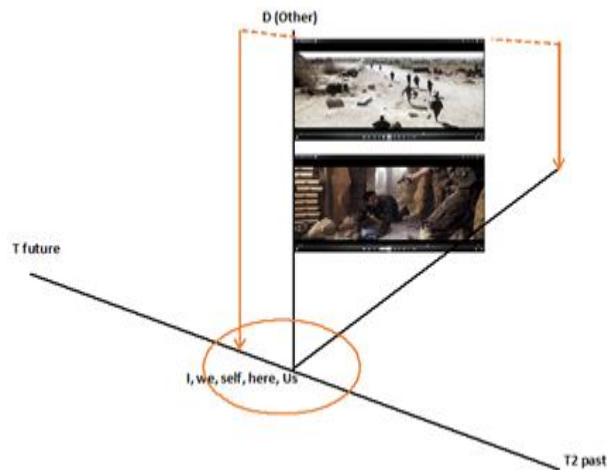 D (Other)
T future
I, we, self, here, Us
T2 past